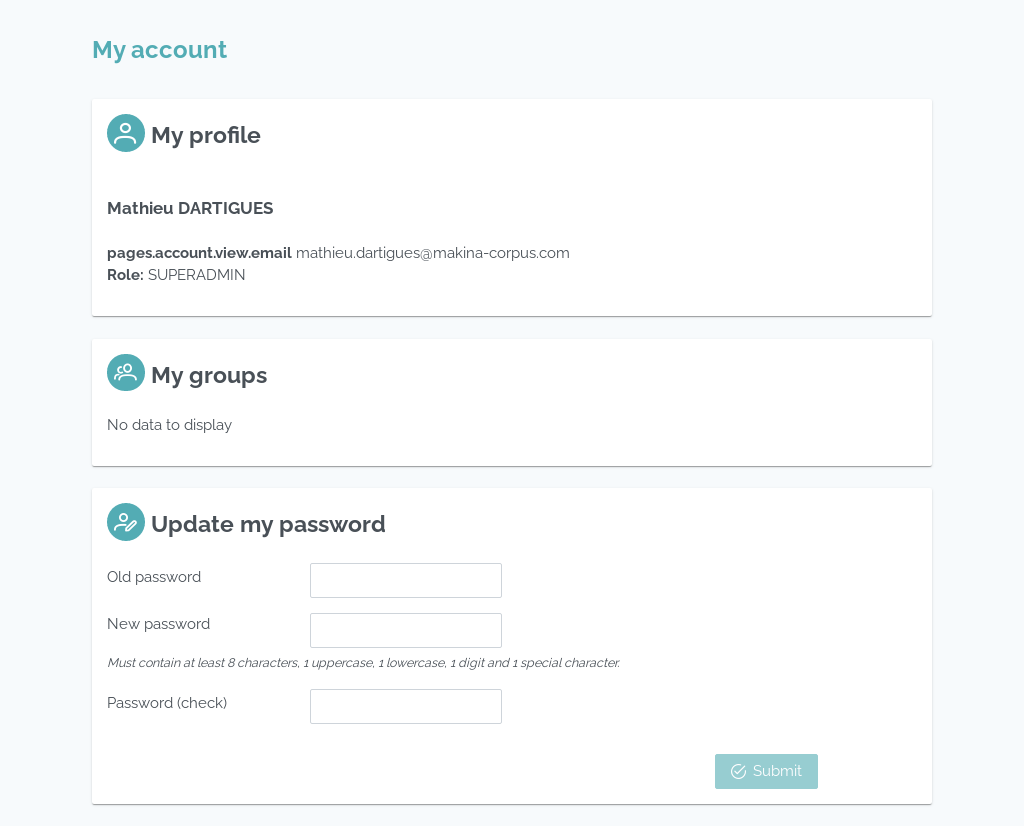 My account
My profile
Mathieu DARTIGUES
pages.account.view.email mathieu.dartigues@makina-corpus.com
Role: SUPERADMIN
My groups
No data to display
Update my password
Old password
New password
Must contain at least 8 characters, 1 uppercase, 1 lowercase, 1 digit and 1 special character.
Password (check)
Submit